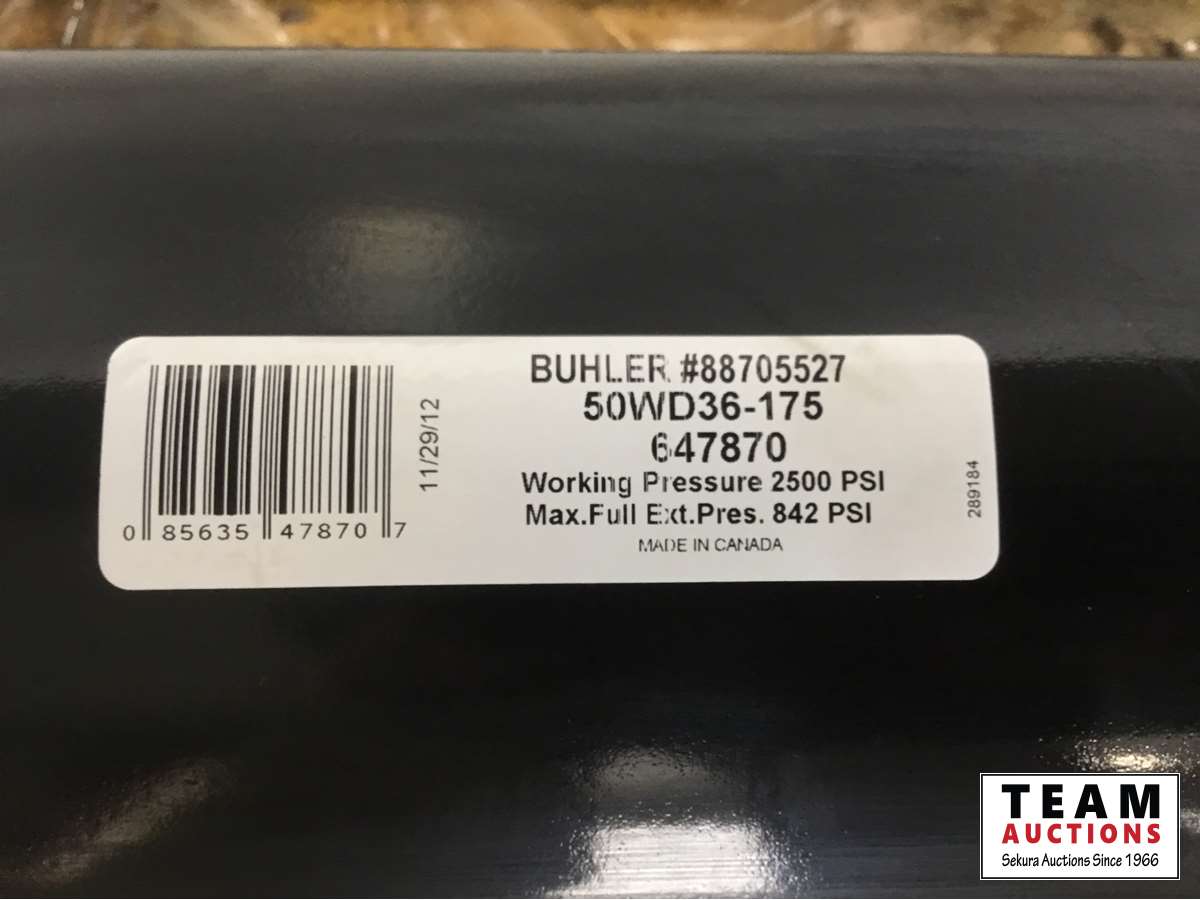 BUHLER #88705527
50WD36-175
647870
Working Pressure 2500 PSI
Max.Full Ext.Pres. 842 PSI
MADE IN CANADA
11/29/12
0 85635 47870 7
289184
TEAM
AUCTIONS
Sekura Auctions Since 1966